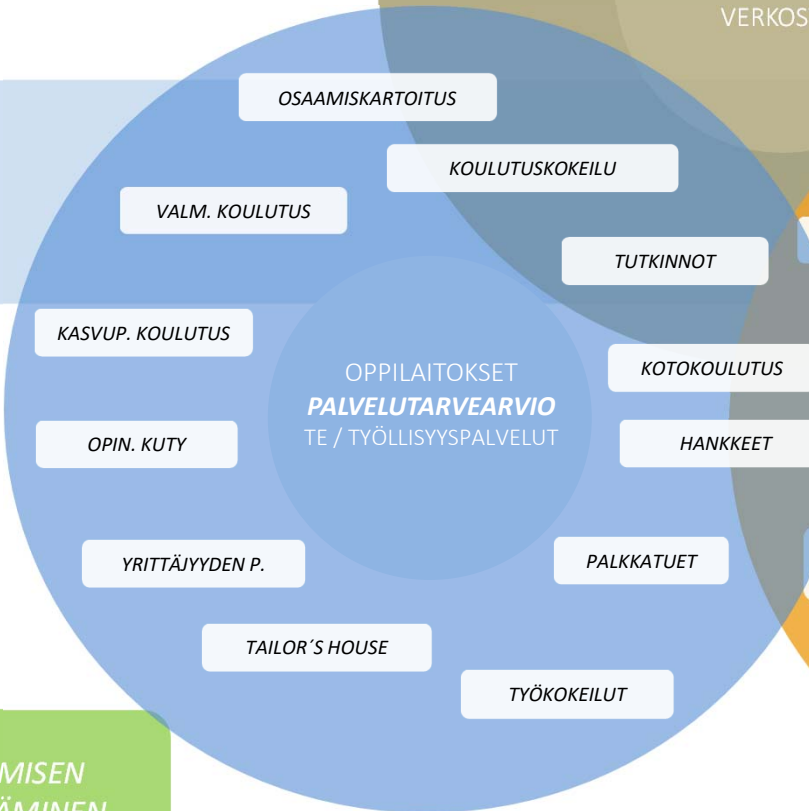 VERKOS
OSAAMISKARTOITUS
KOULUTUSKOKEILU
VALM. KOULUTUS
TUTKINNOT
KASVUP. KOULUTUS
OPPILAITOKSET
PALVELUTARVEARVIO
TE / TYÖLLISYYSPALVELUT
KOTOKOULUTUS
OPIN. KUTY
HANKKEET
YRITTÄJYYDEN P.
PALKKATUET
TAILOR´S HOUSE
TYÖKOKEILUT
MISEN
ÄMINEN